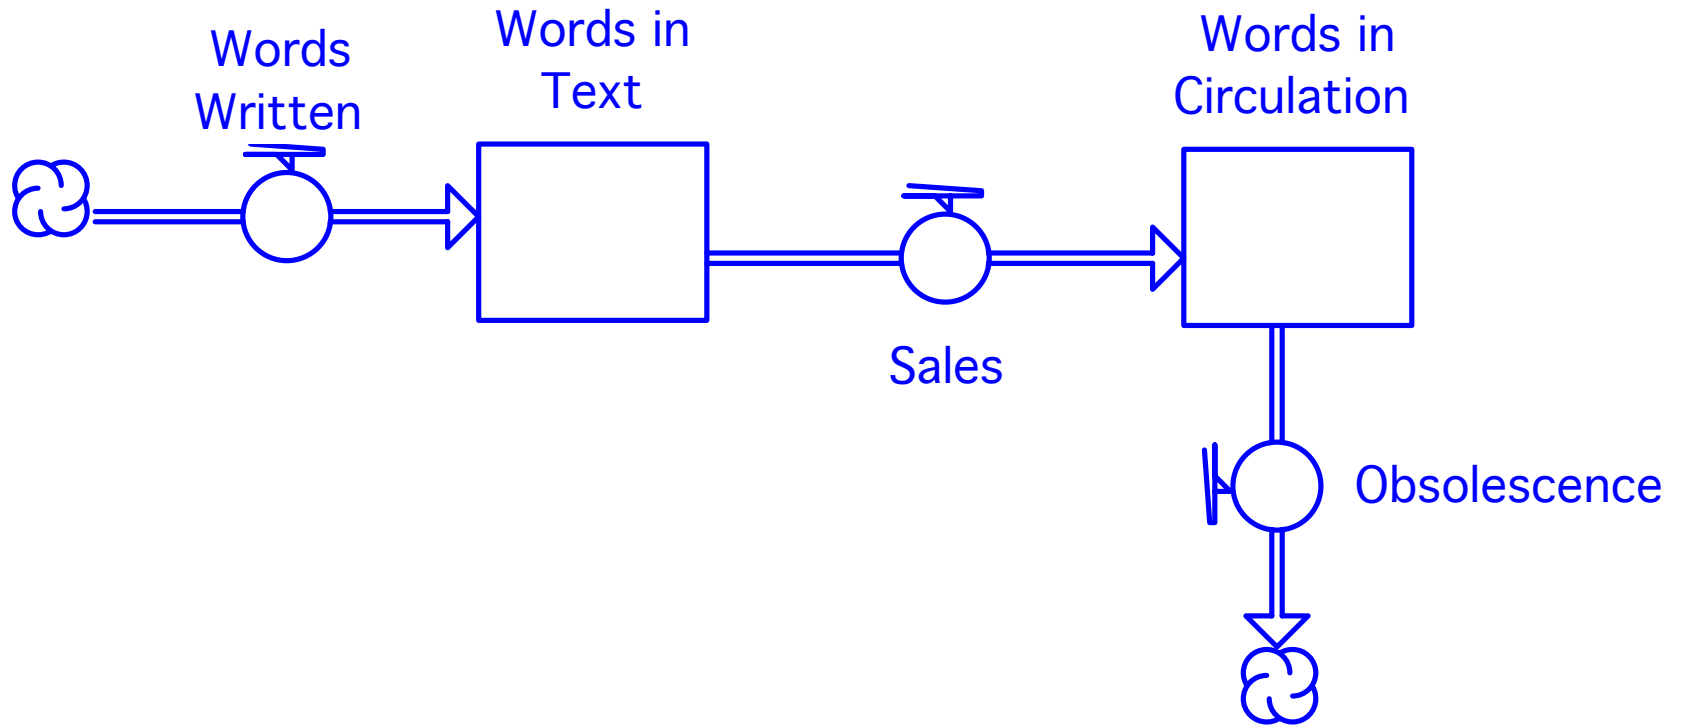 Words
Written
Words in
Text
Words in
Circulation
Sales
Obsolescence